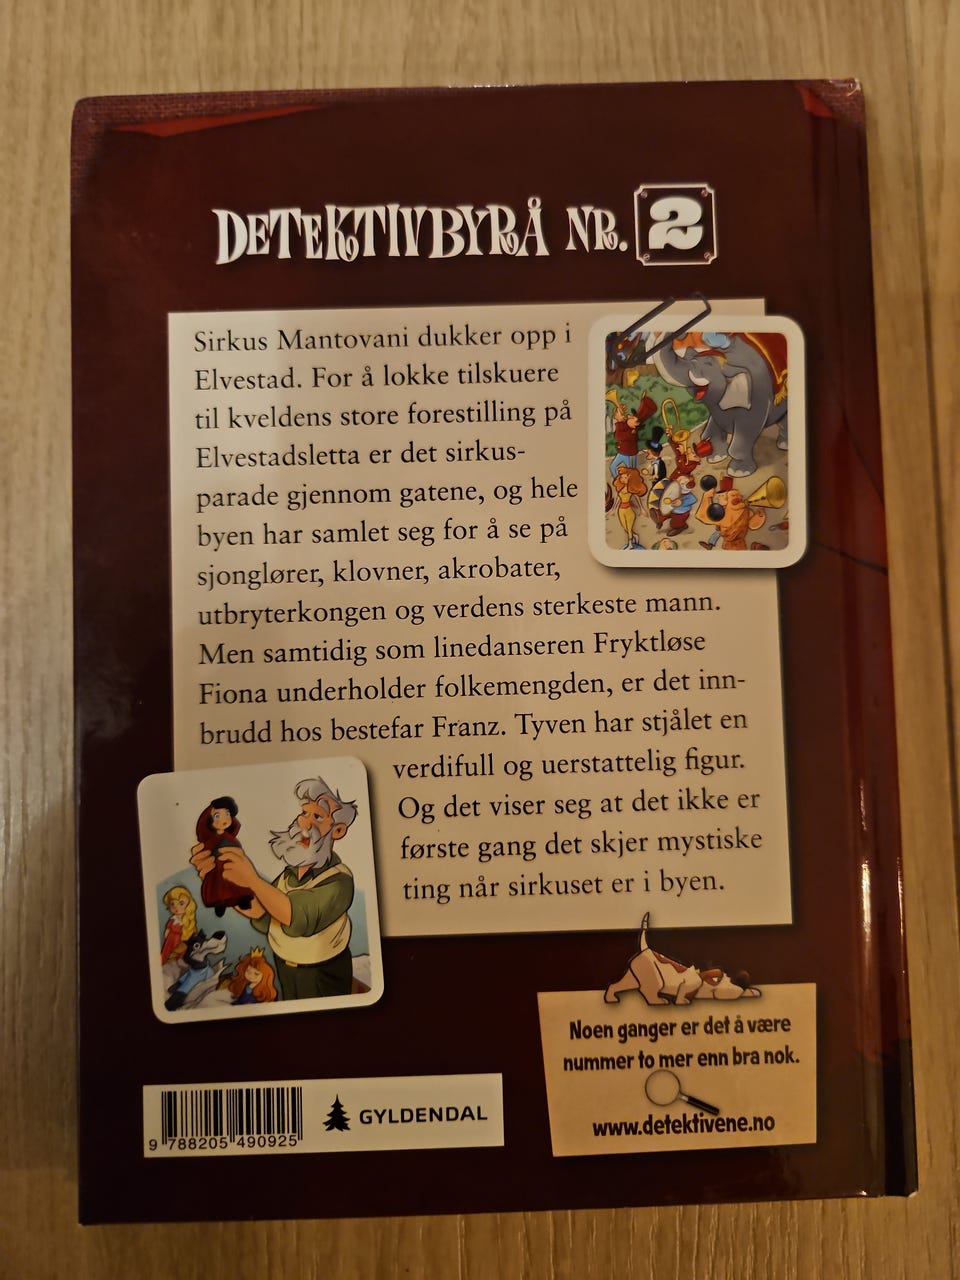 DETEKTIVBYRÅ NR. 2
Sirkus Mantovani dukker opp i
Elvestad. For å lokke tilskuere
til kveldens store forestilling på
Elvestadsletta er det sirkus-
parade gjennom gatene, og hele
byen har samlet seg for å se på
sjonglører, klovner, akrobater,
utbryterkongen og verdens sterkeste mann.
Men samtidig som linedanseren Fryktløse
Fiona underholder folkemengden, er det inn-
brudd hos bestefar Franz. Tyven har stjålet en
verdifull og uerstattelig figur.
Og det viser seg at det ikke er
første gang det skjer mystiske
ting når sirkuset er i byen.
Noen ganger er det å være
nummer to mer enn bra nok.
www.detektivene.no
GYLDENDAL
9 788205 490925